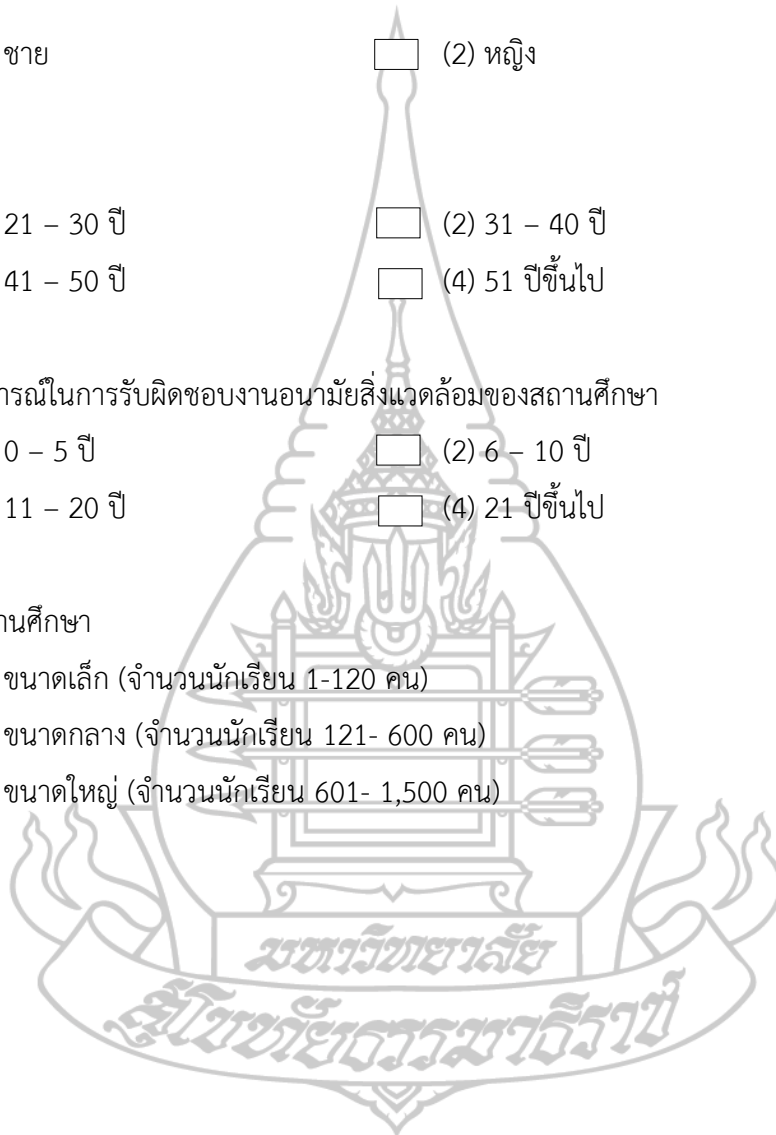 ชาย (2) หญิง
21 – 30 ปี (2) 31 – 40 ปี
41 – 50 ปี (4) 51 ปีขึ้นไป
ารณ์ในการรับผิดชอบงานอนามัยสิ่งแวดล้อมของสถานศึกษา
0 – 5 ปี (2) 6 – 10 ปี
11 – 20 ปี (4) 21 ปีขึ้นไป
านศึกษา
ขนาดเล็ก (จำนวนนักเรียน 1-120 คน)
ขนาดกลาง (จำนวนนักเรียน 121- 600 คน)
ขนาดใหญ่ (จำนวนนักเรียน 601- 1,500 คน)
มหาวิทยาลัย
สุโขทัยธรรมาธิราช